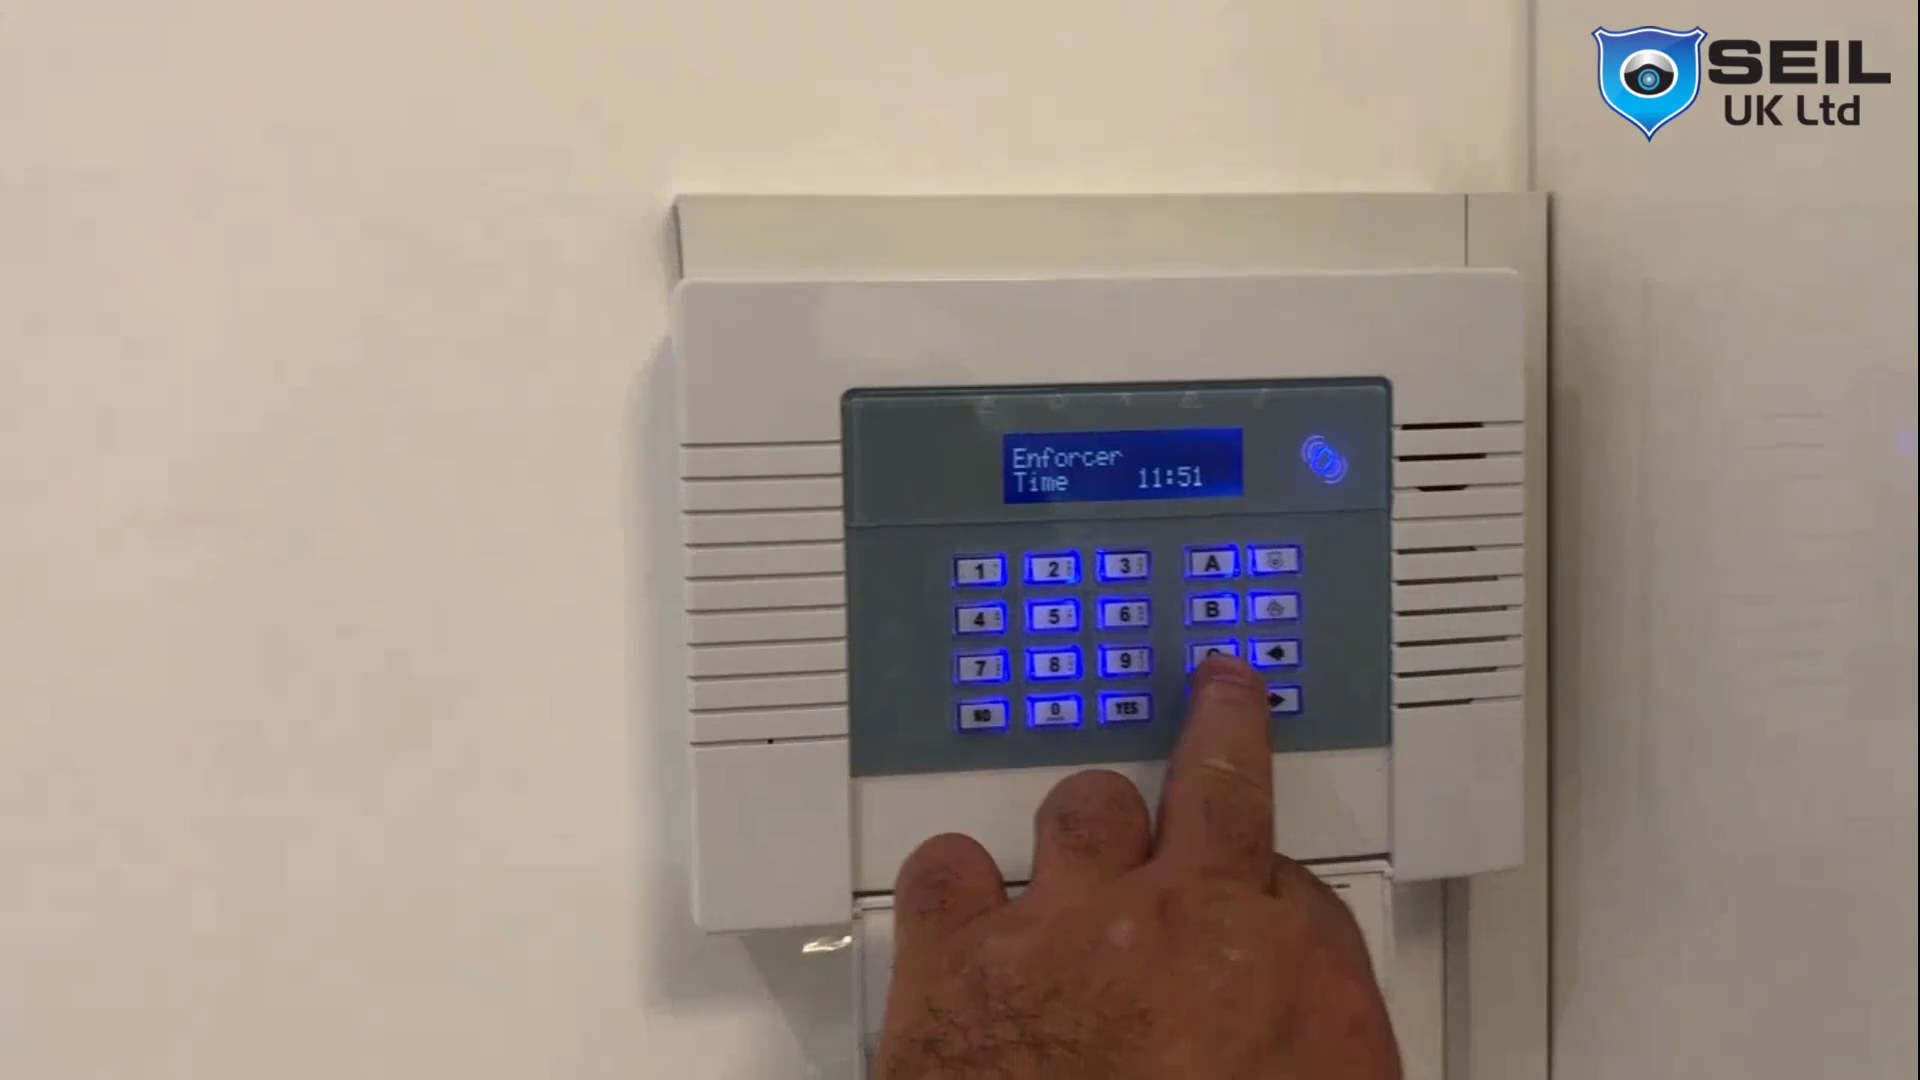 SEIL
UK Ltd
Enforcer
Time 11:51
1 2 3 A
4 5 6 B
7 8 9
NO 0 YES